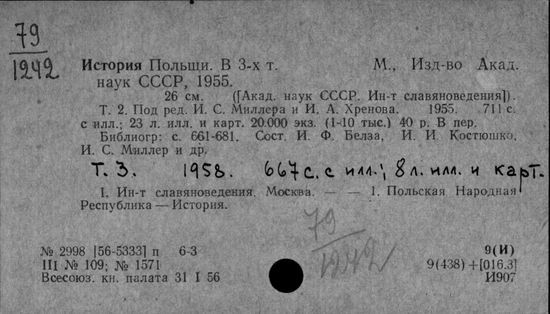 79
1242
История Польщи. В 3-х т. М., Изд-во Акад.
наук СССР, 1955.
26 см. ([Акад. наук СССР. Ин-т славяноведения]).
Т. 2. Под ред. И. С. Миллера и И. А. Хренова. 1955. 711 с.
с илл.; 23 л. илл. и карт. 20.000 экз. (1-10 тыс.) 40 р. В пер.
Библиогр: с. 661-681. Сост. И. Ф. Бэлза, И. И. Костюшко,
И. С. Миллер и др.
Т. 3. 1958. 667 с. с илл.; 8 л. илл. и карт.
1. Ин-т славяноведения. Москва. — — 1. Польская Народная
Республика — История.
79
1242
№ 2998 [56-5333] п 6-3 9(И)
III № 109; № 1571 9(438)+[016.3]
Всесоюз. кн. палата 31 I 56 И907